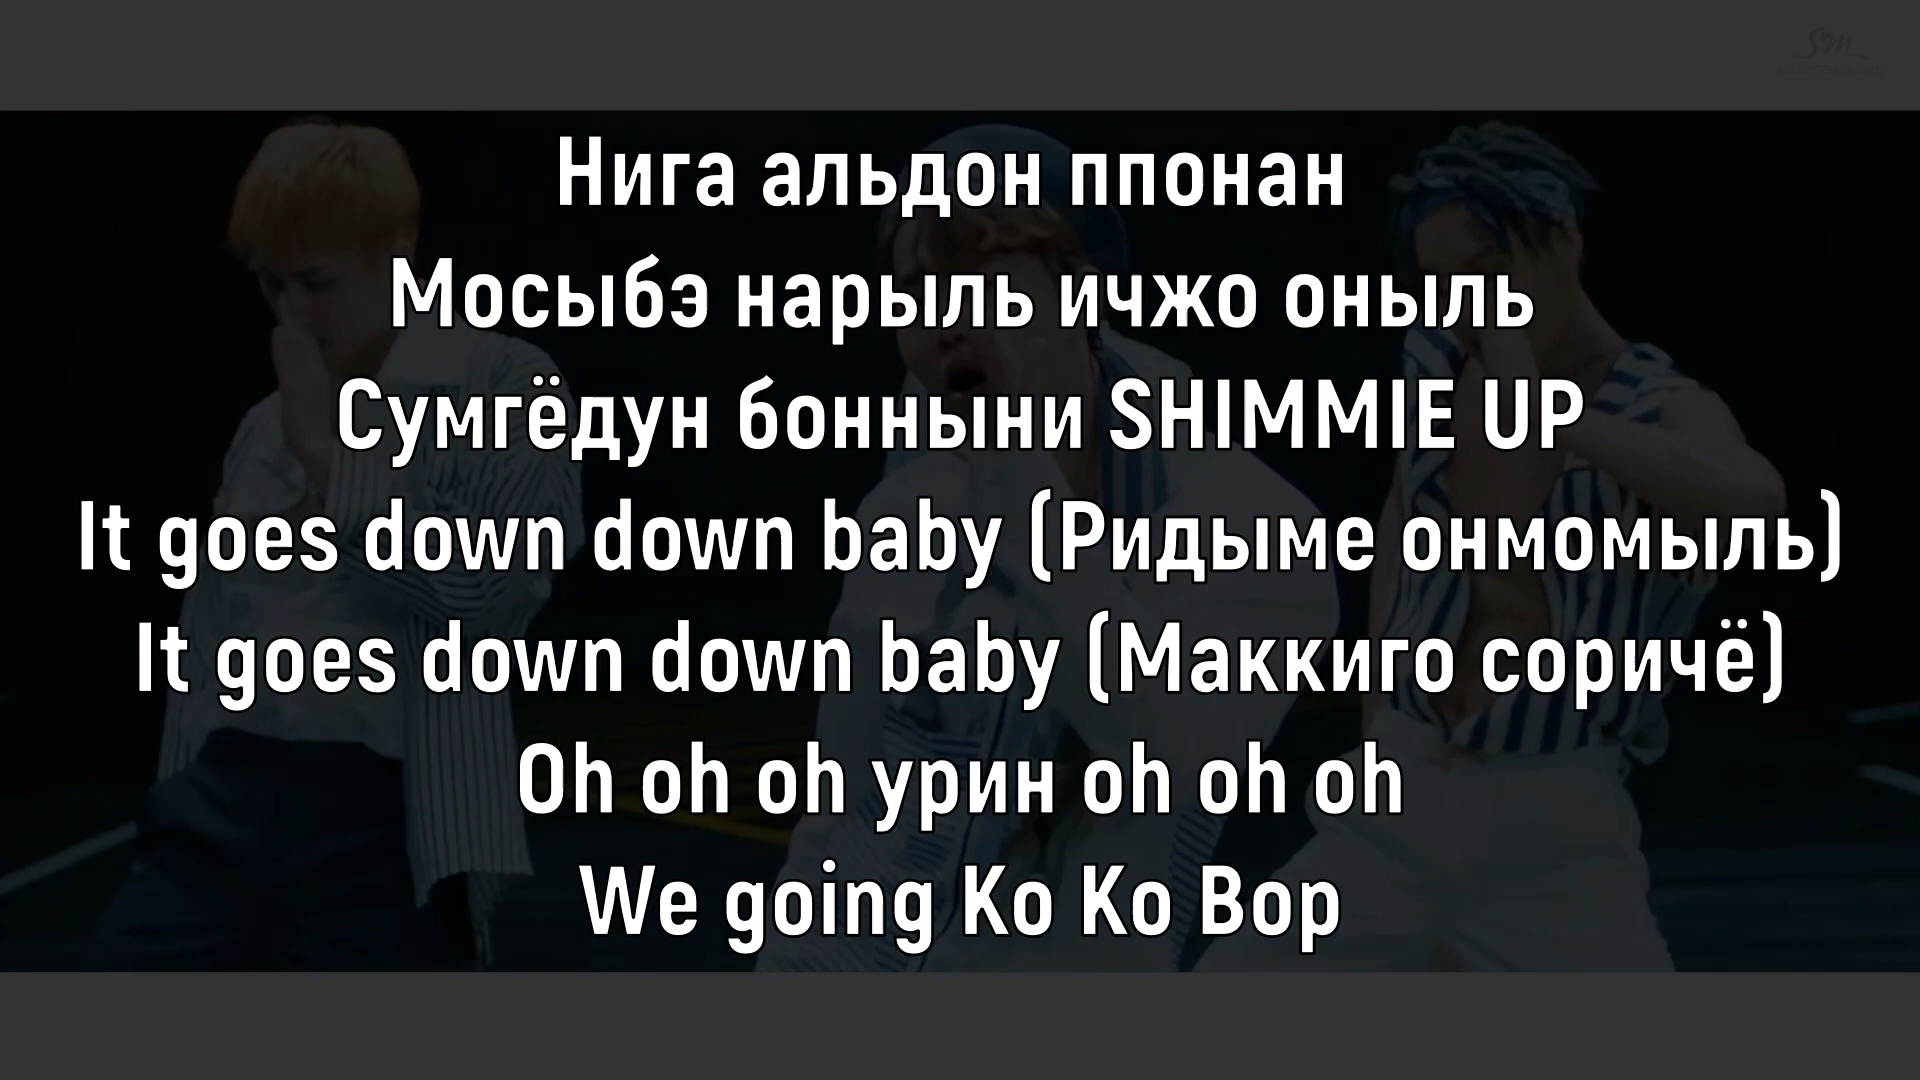 Нига альдон ппонан
Мосыбэ нарыль ичжо оныль
Сумгёдун бонныни SHIMMIE UP
It goes down down baby (Ридыме онмомыль)
It goes down down baby (Маккиго соричё)
Oh oh oh урин oh oh oh
We going Ko Ko Bop